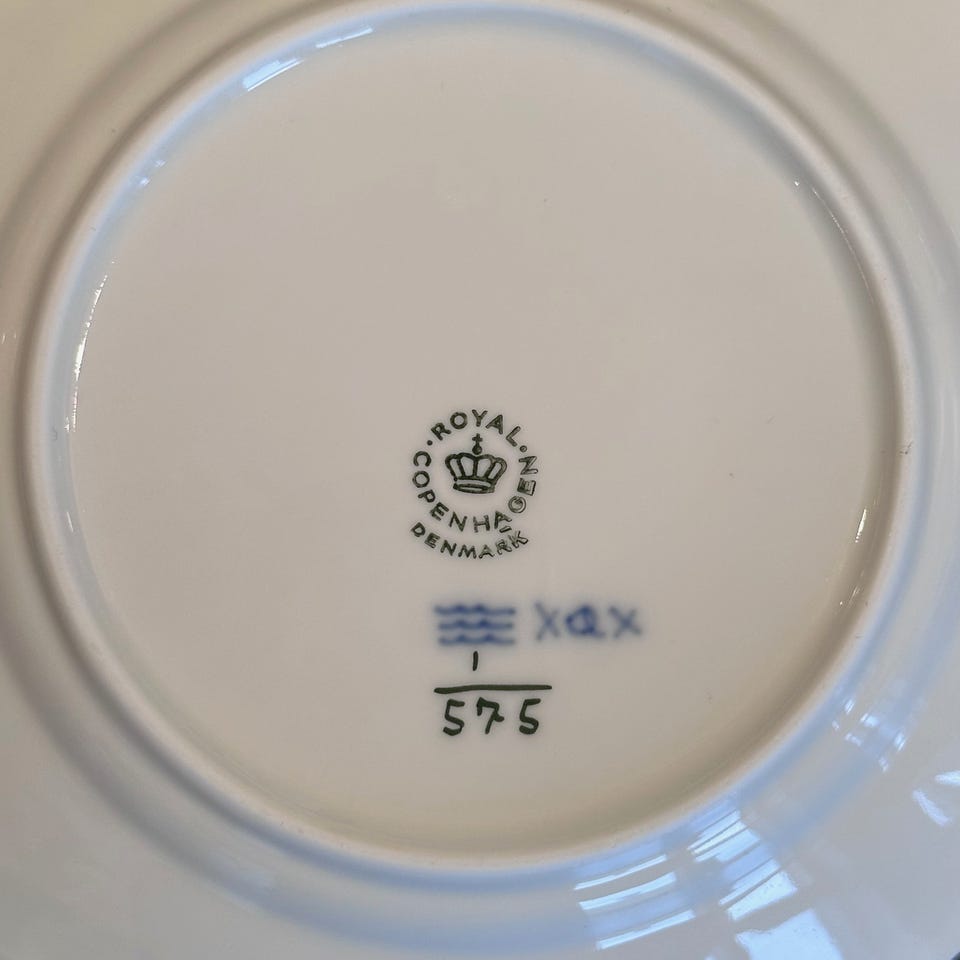 · ROYAL ·
COPENHAGEN
DENMARK
XQX
1
575